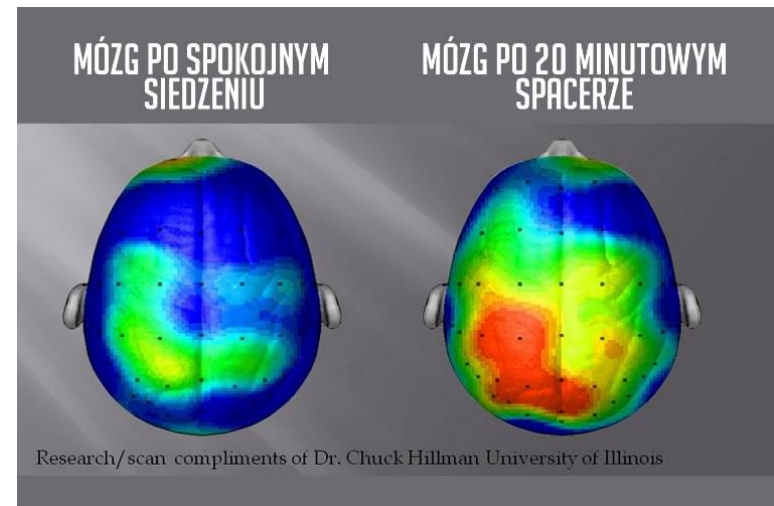 MÓZG PO SPOKOJNYM
SIEDZENIU
MÓZG PO 20 MINUTOWYM
SPACERZE
Research/scan compliments of Dr. Chuck Hillman University of Illinois